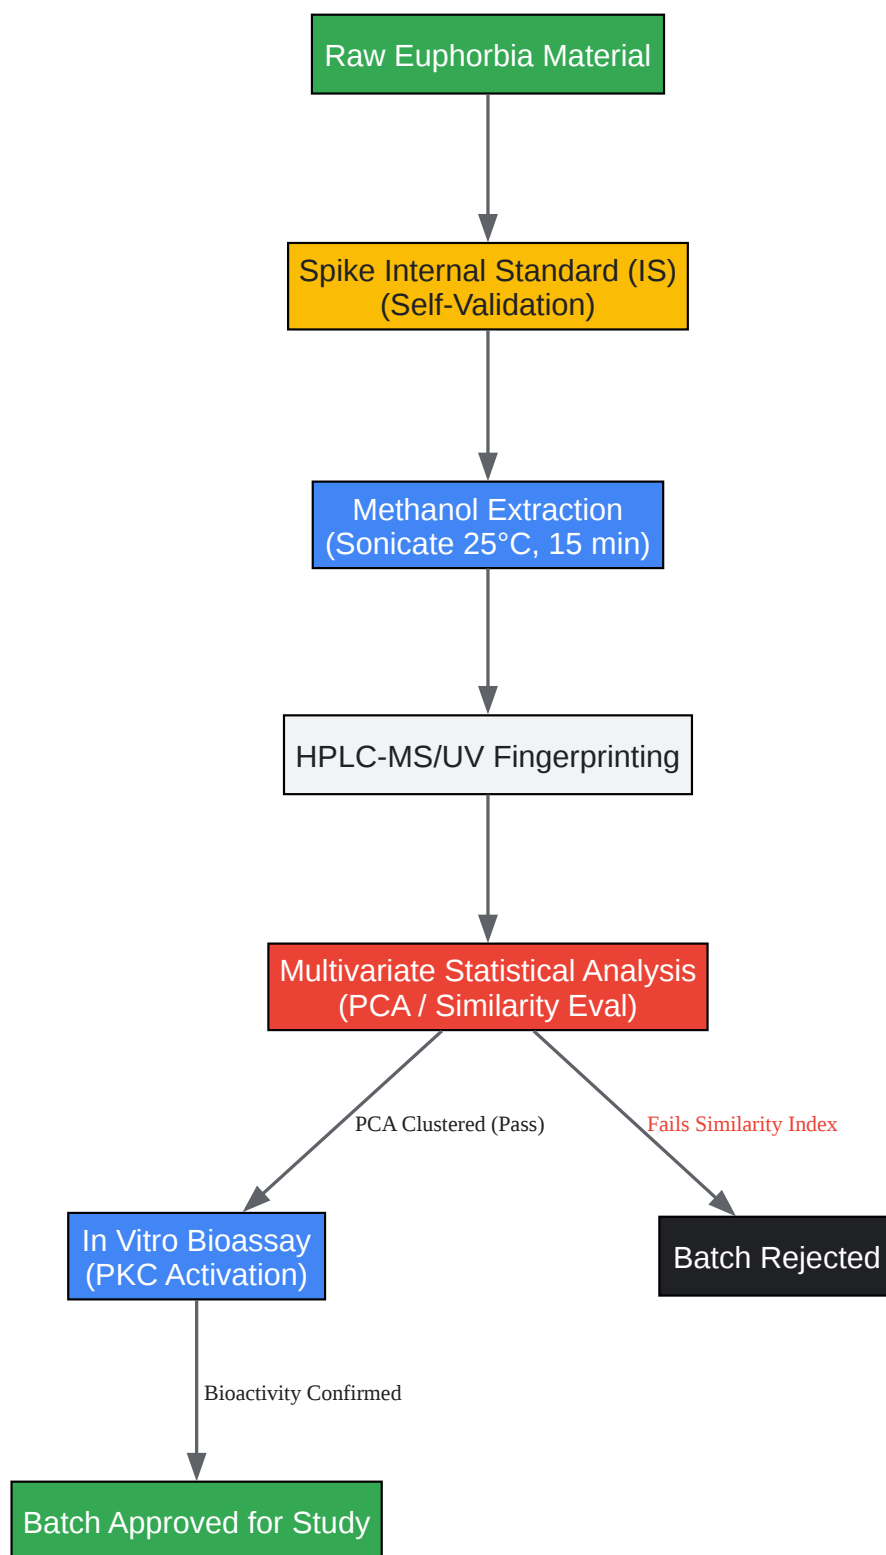 Raw Euphorbia Material
Spike Internal Standard (IS)
(Self-Validation)
Methanol Extraction
(Sonicate 25°C, 15 min)
HPLC-MS/UV Fingerprinting
Multivariate Statistical Analysis
(PCA / Similarity Eval)
PCA Clustered (Pass)
Fails Similarity Index
In Vitro Bioassay
(PKC Activation)
Batch Rejected
Bioactivity Confirmed
Batch Approved for Study